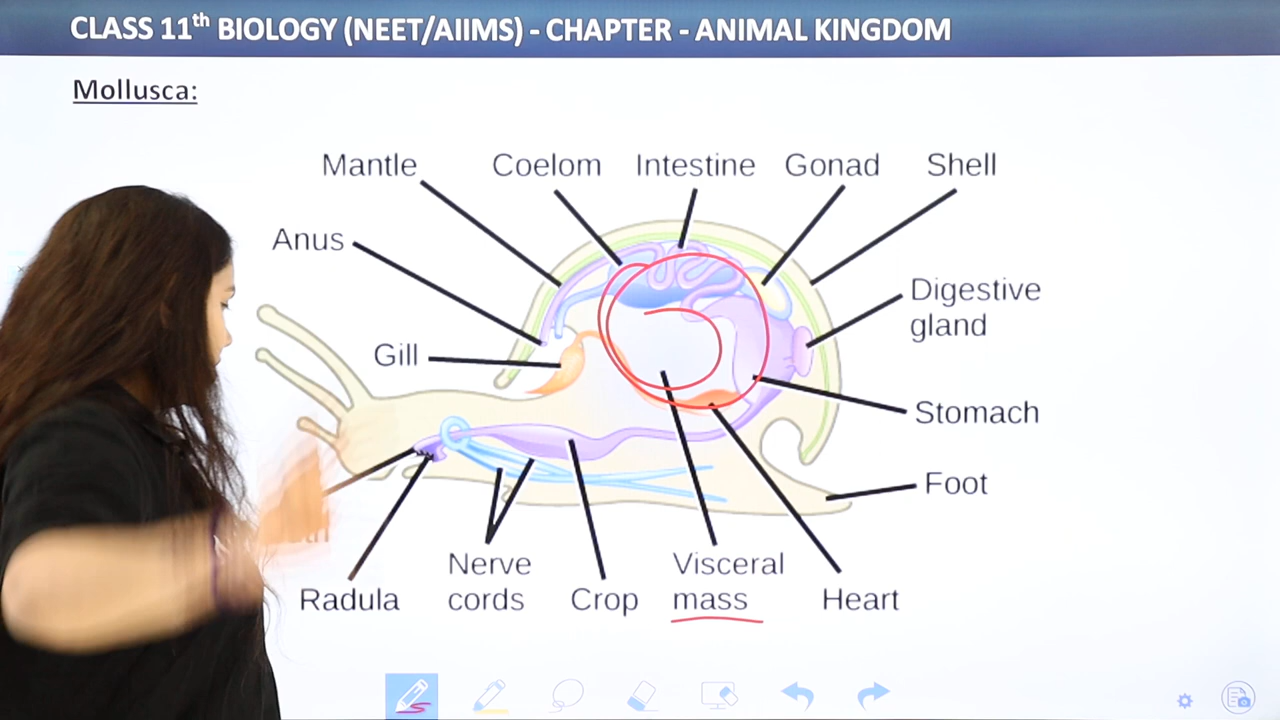 CLASS 11th BIOLOGY (NEET/AIIMS) - CHAPTER - ANIMAL KINGDOM
Mollusca:
Mantle
Coelom
Intestine
Gonad
Shell
Anus
Digestive
gland
Gill
Stomach
Foot
Nerve
cords
Visceral
mass
Radula
Crop
Heart